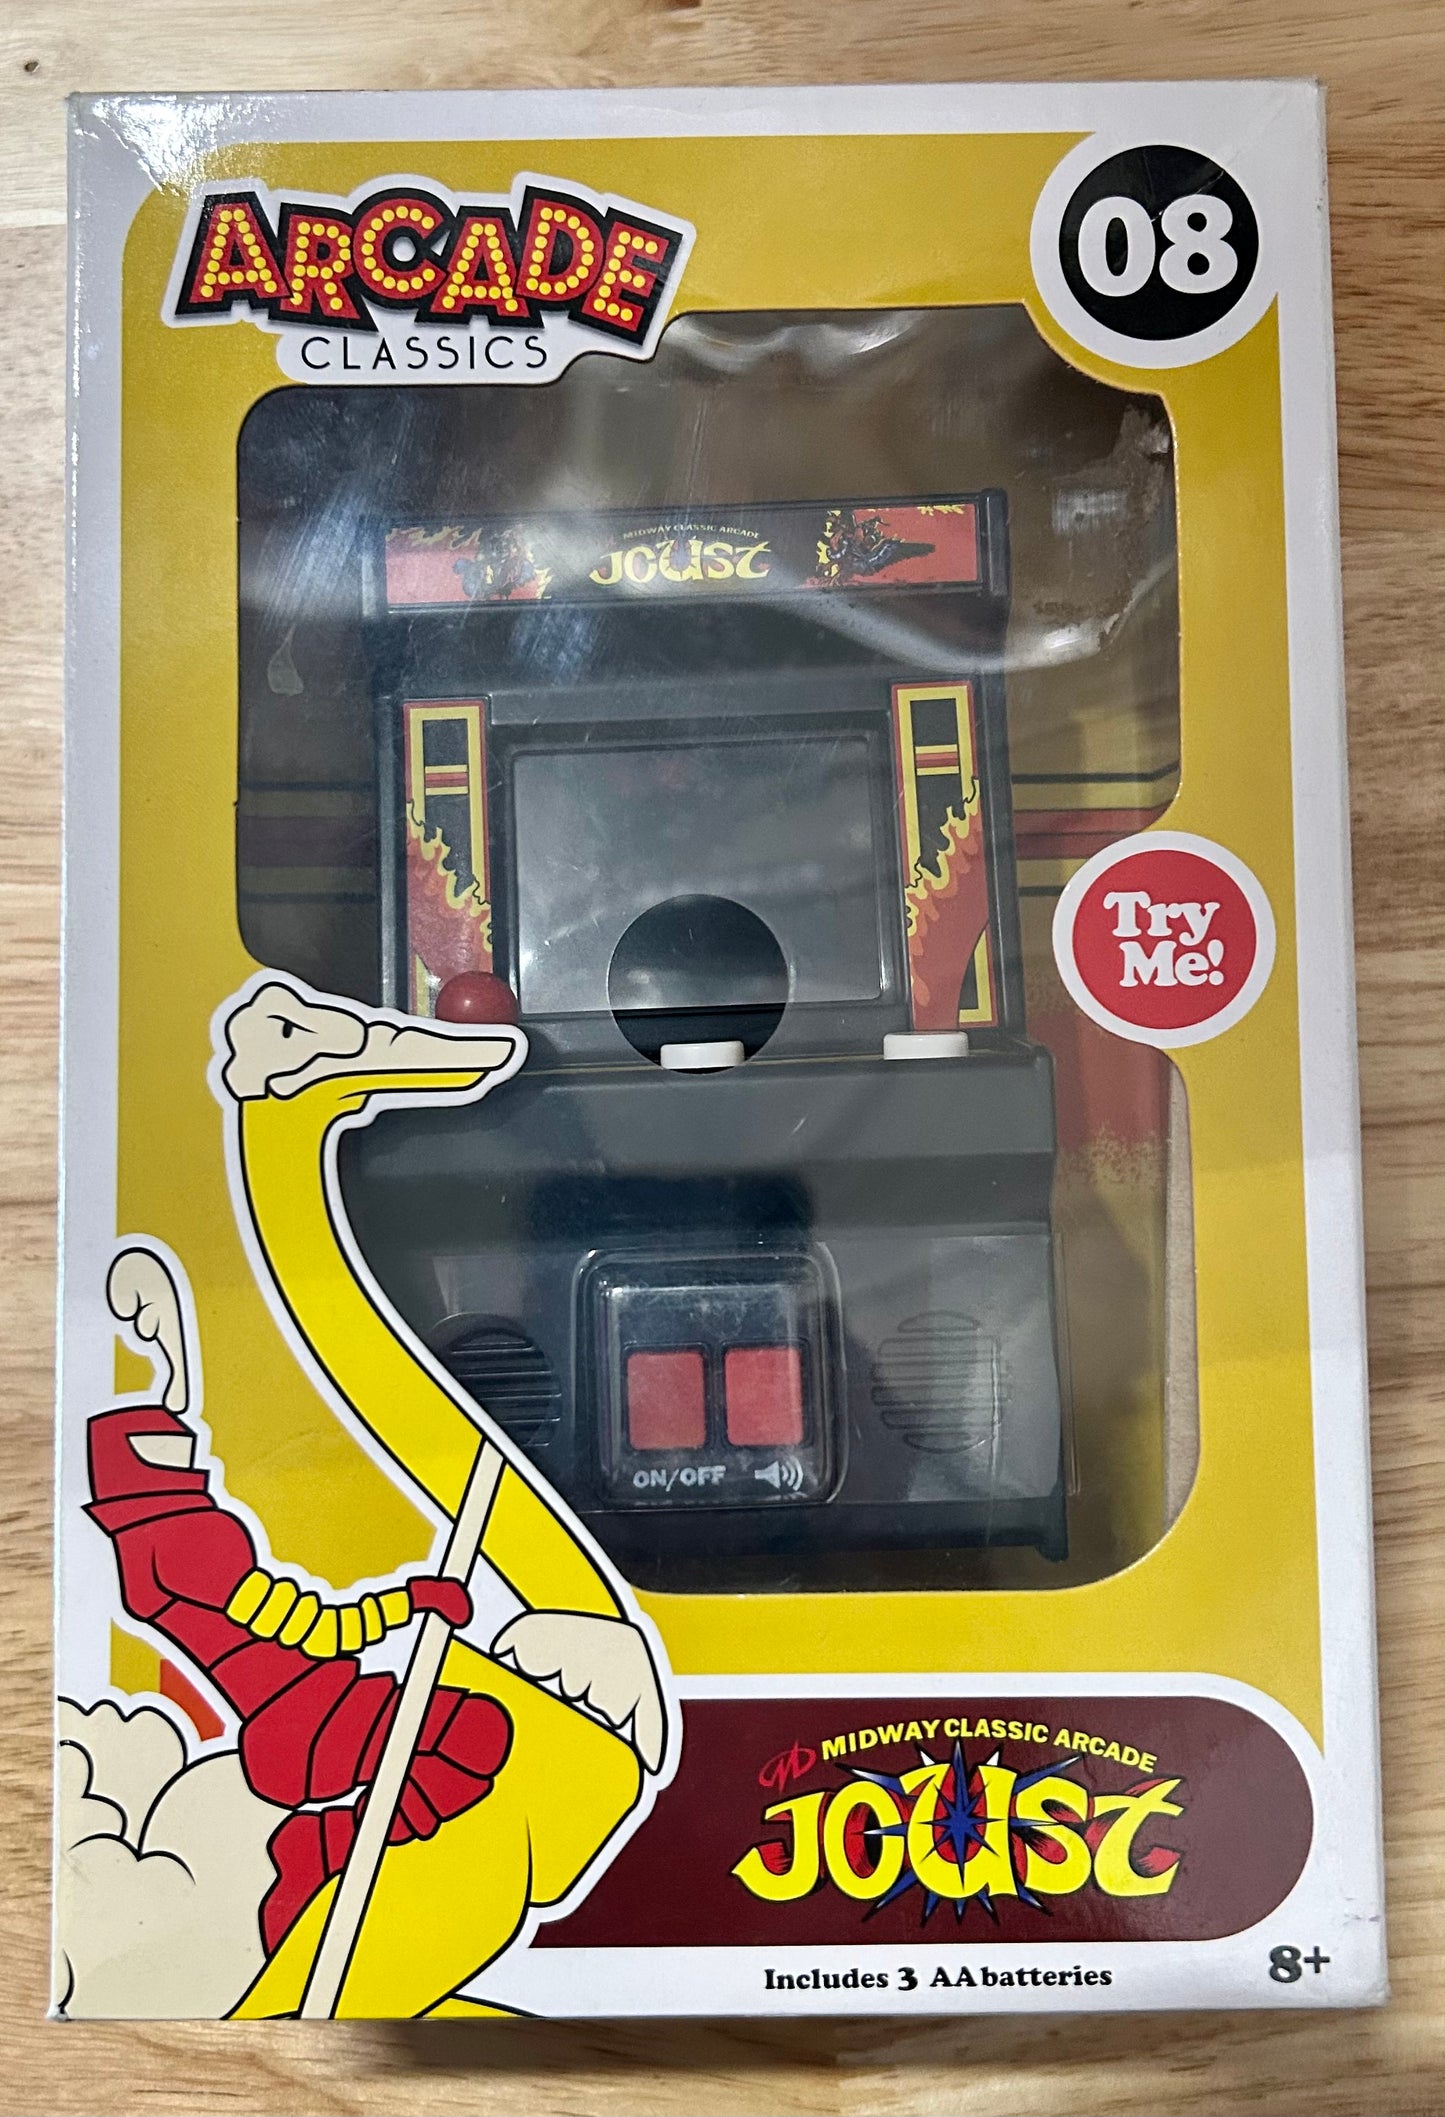 ARCADE
CLASSICS
08
MIDWAY CLASSIC ARCADE
JOUST
Try
Me!
ON/OFF
MIDWAY CLASSIC ARCADE
JOUST
Includes 3 AA batteries
8+